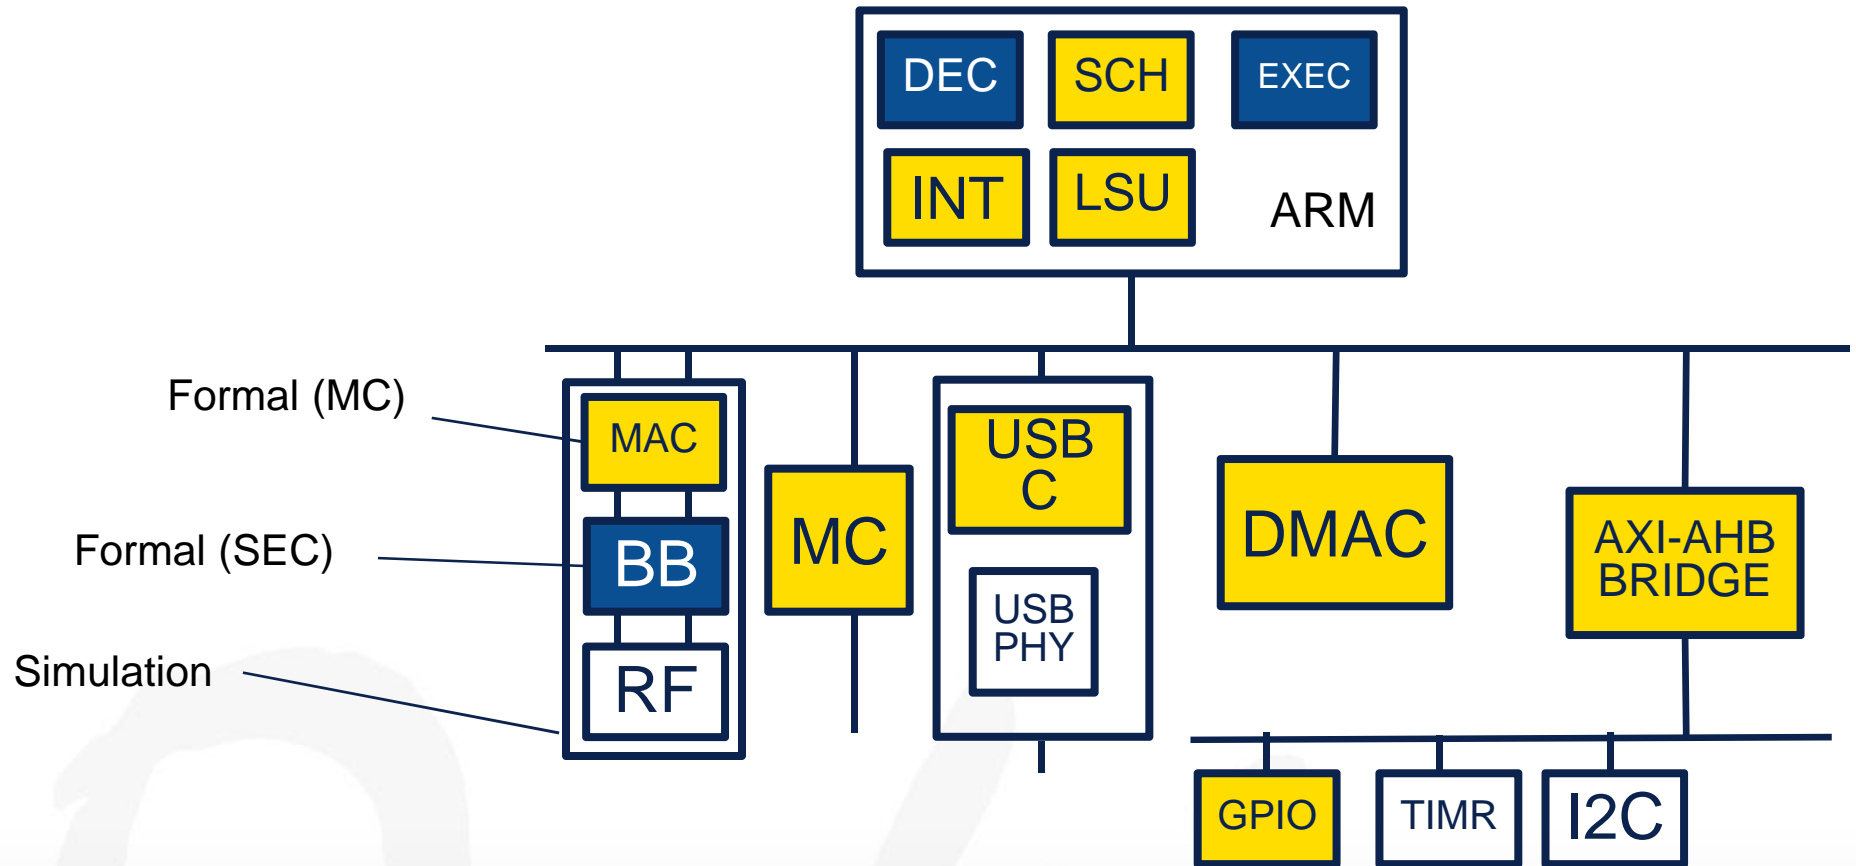 DEC
SCH
EXEC
INT
LSU
ARM
Formal (MC)
MAC
Formal (SEC)
BB
Simulation
RF
MC
USB
C
USB
PHY
DMAC
AXI-AHB
BRIDGE
GPIO
TIMR
I2C